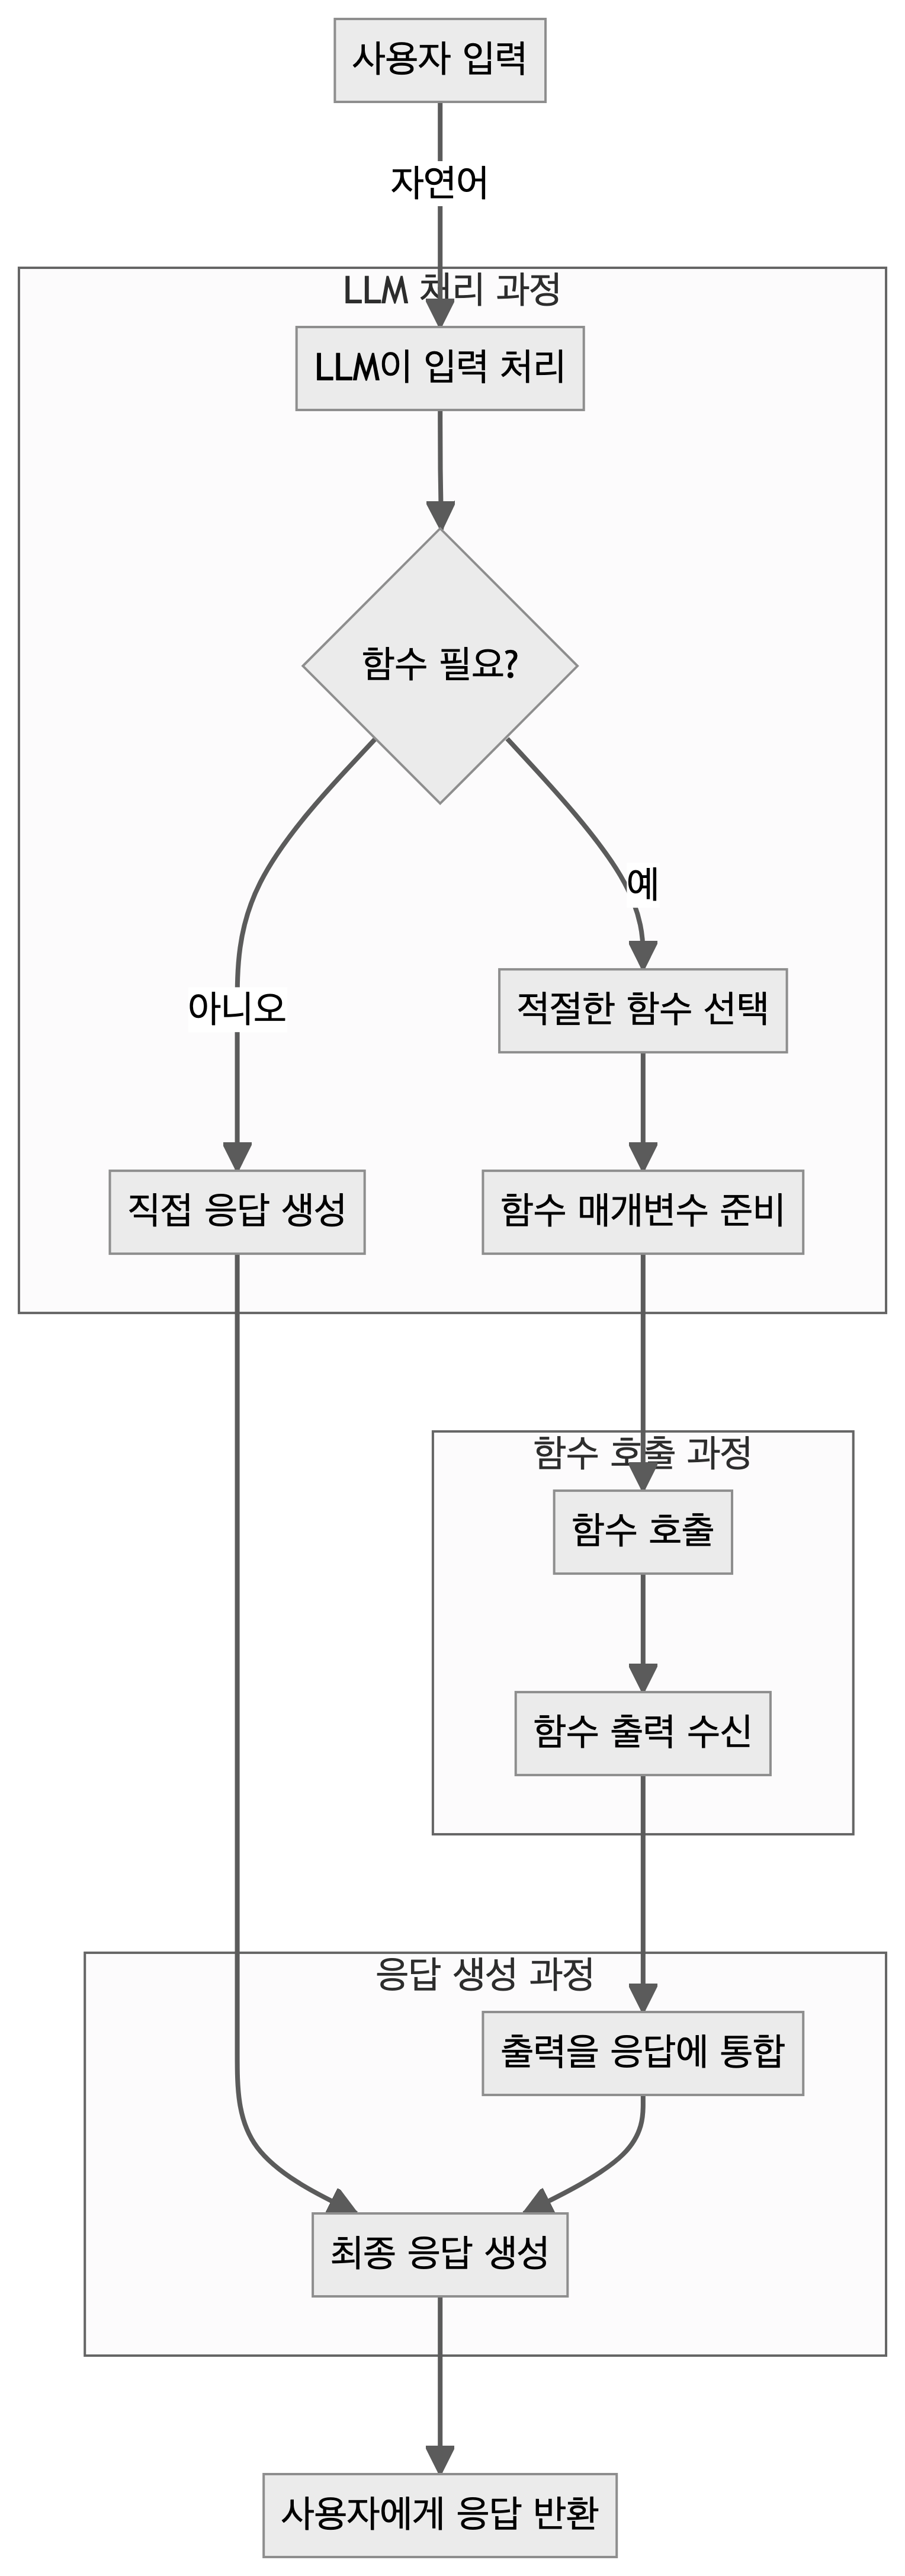 사용자 입력
자연어
LLM 처리 과정
LLM이 입력 처리
함수 필요?
예
아니오
적절한 함수 선택
직접 응답 생성
함수 매개변수 준비
함수 호출 과정
함수 호출
함수 출력 수신
응답 생성 과정
출력을 응답에 통합
최종 응답 생성
사용자에게 응답 반환